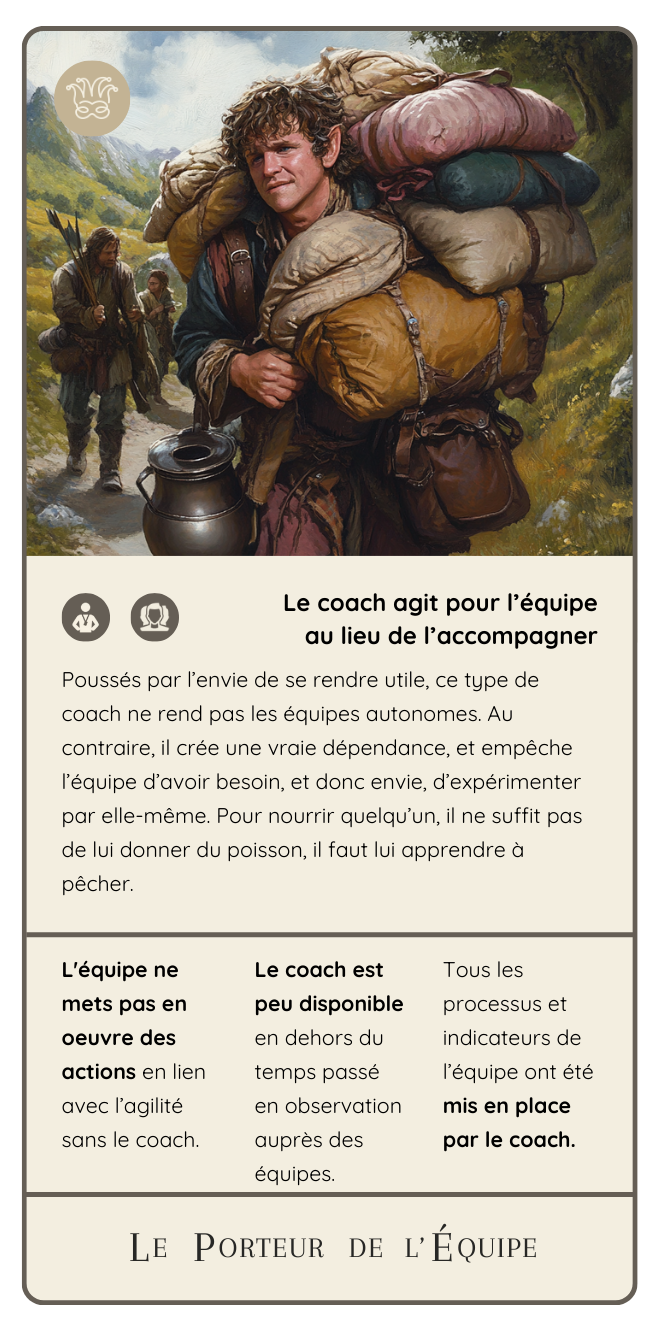 Le coach agit pour l’équipe
au lieu de l’accompagner
Poussés par l’envie de se rendre utile, ce type de
coach ne rend pas les équipes autonomes. Au
contraire, il crée une vraie dépendance, et empêche
l’équipe d’avoir besoin, et donc envie, d’expérimenter
par elle-même. Pour nourrir quelqu’un, il ne suffit pas
de lui donner du poisson, il faut lui apprendre à
pêcher.
L'équipe ne
mets pas en
oeuvre des
actions en lien
avec l’agilité
sans le coach.
Le coach est
peu disponible
en dehors du
temps passé
en observation
auprès des
équipes.
Tous les
processus et
indicateurs de
l’équipe ont été
mis en place
par le coach.
Le Porteur de l’Équipe